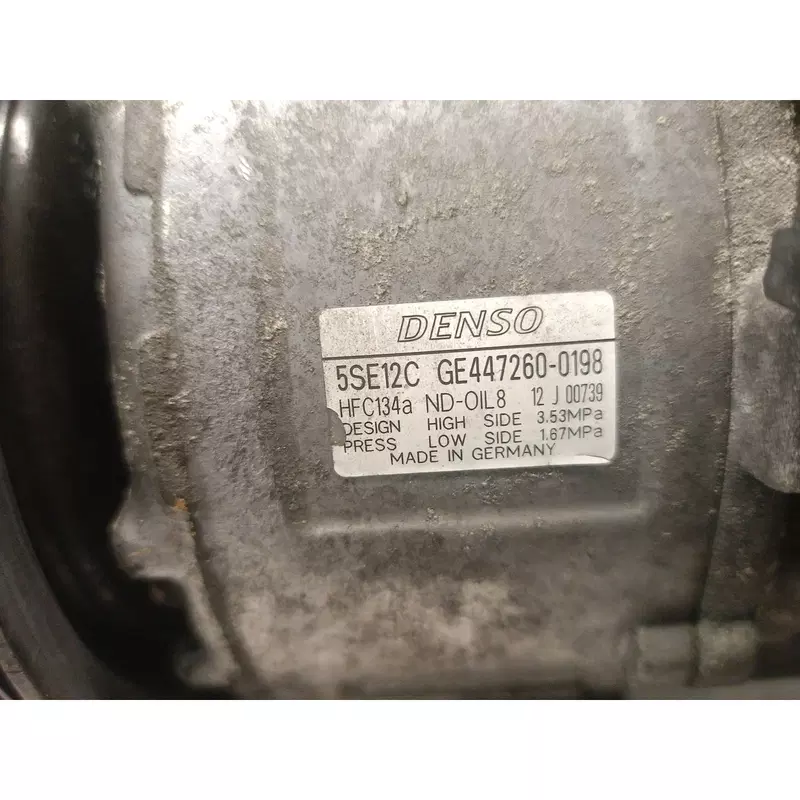 DENSO
5SE12C GE447260-0198
HFC134a ND-OIL8 12 J 00739
DESIGN HIGH SIDE 3.53MPa
PRESS LOW SIDE 1.67MPa
MADE IN GERMANY